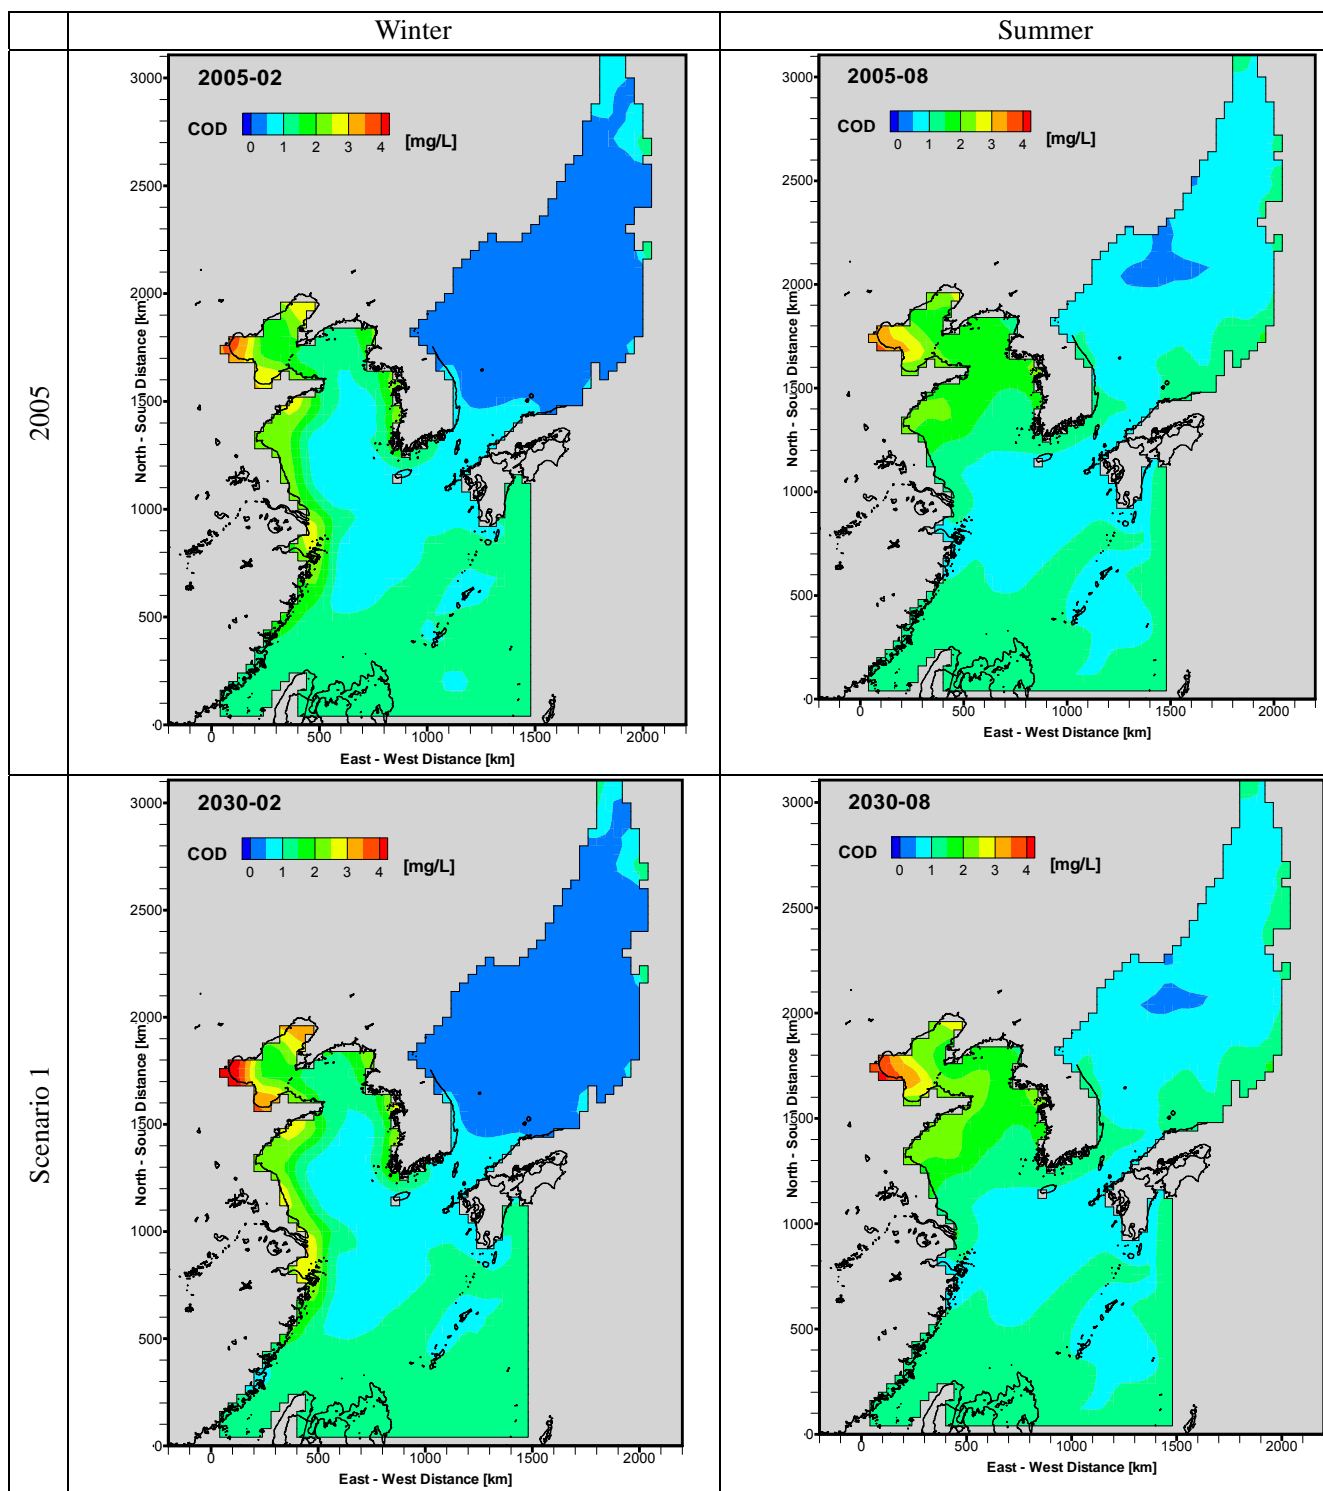 Winter
Summer
2005
2005-02
COD
0 1 2 3 4
[mg/L]
3000
2500
2000
1500
1000
500
0
North - South Distance [km]
0 500 1000 1500 2000
East - West Distance [km]
2005-08
COD
0 1 2 3 4
[mg/L]
3000
2500
2000
1500
1000
500
0
North - South Distance [km]
0 500 1000 1500 2000
East - West Distance [km]
Scenario 1
2030-02
COD
0 1 2 3 4
[mg/L]
3000
2500
2000
1500
1000
500
0
North - South Distance [km]
0 500 1000 1500 2000
East - West Distance [km]
2030-08
COD
0 1 2 3 4
[mg/L]
3000
2500
2000
1500
1000
500
0
North - South Distance [km]
0 500 1000 1500 2000
East - West Distance [km]